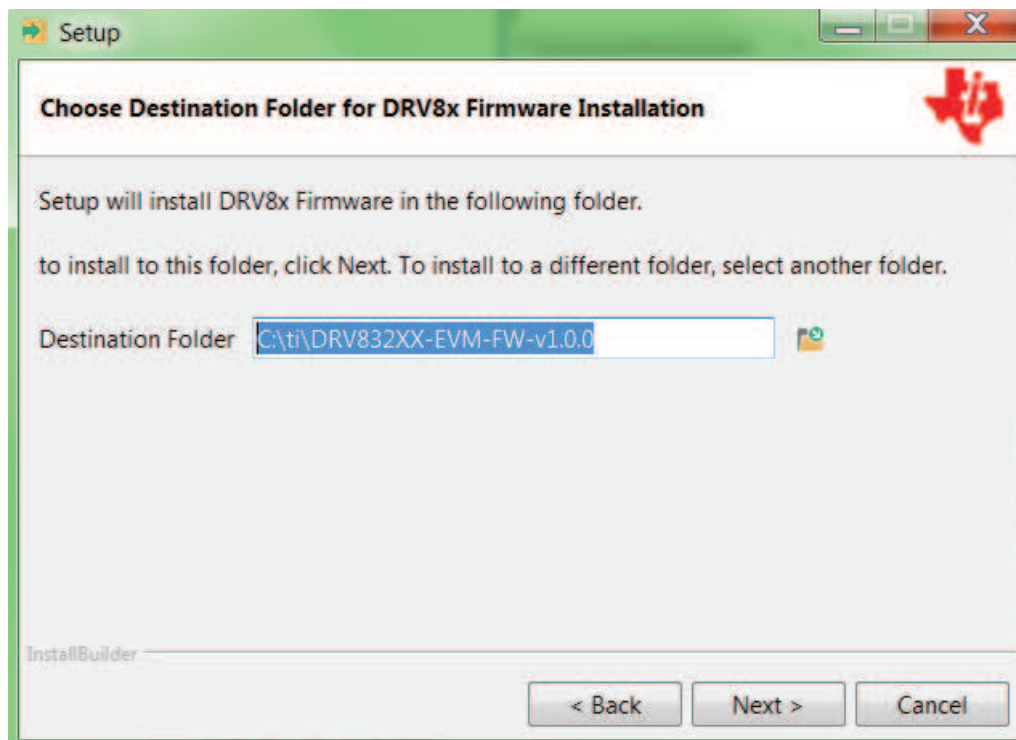 Setup
Choose Destination Folder for DRV8x Firmware Installation
Setup will install DRV8x Firmware in the following folder.
to install to this folder, click Next. To install to a different folder, select another folder.
Destination Folder C:\ti\DRV832XX-EVM-FW-v1.0.0
InstallBuilder
< Back Next > Cancel